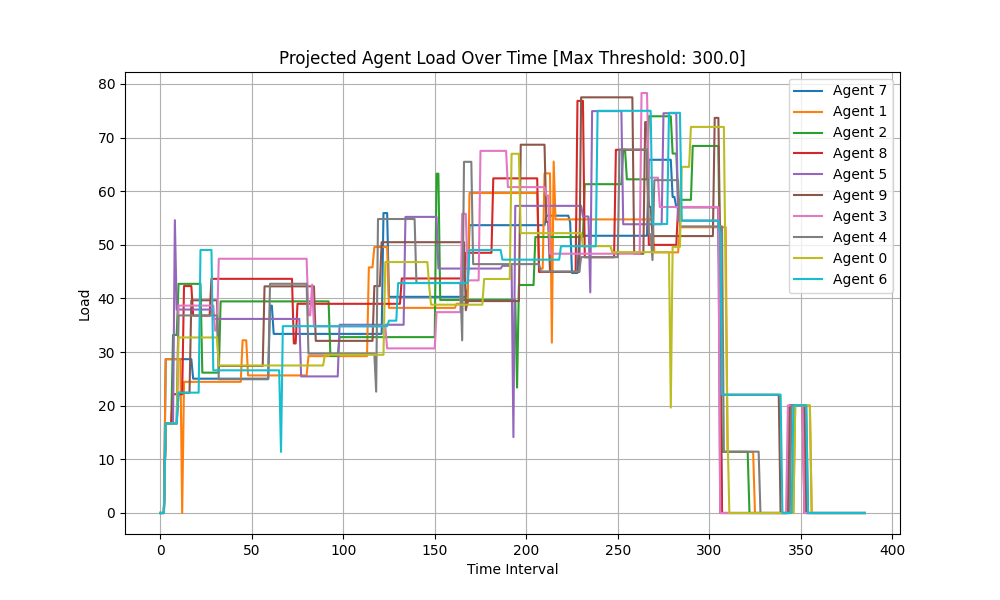 Projected Agent Load Over Time [Max Threshold: 300.0]
Load
80
70
60
50
40
30
20
10
0
0 50 100 150 200 250 300 350 400
Time Interval
Agent 7
Agent 1
Agent 2
Agent 8
Agent 5
Agent 9
Agent 3
Agent 4
Agent 0
Agent 6